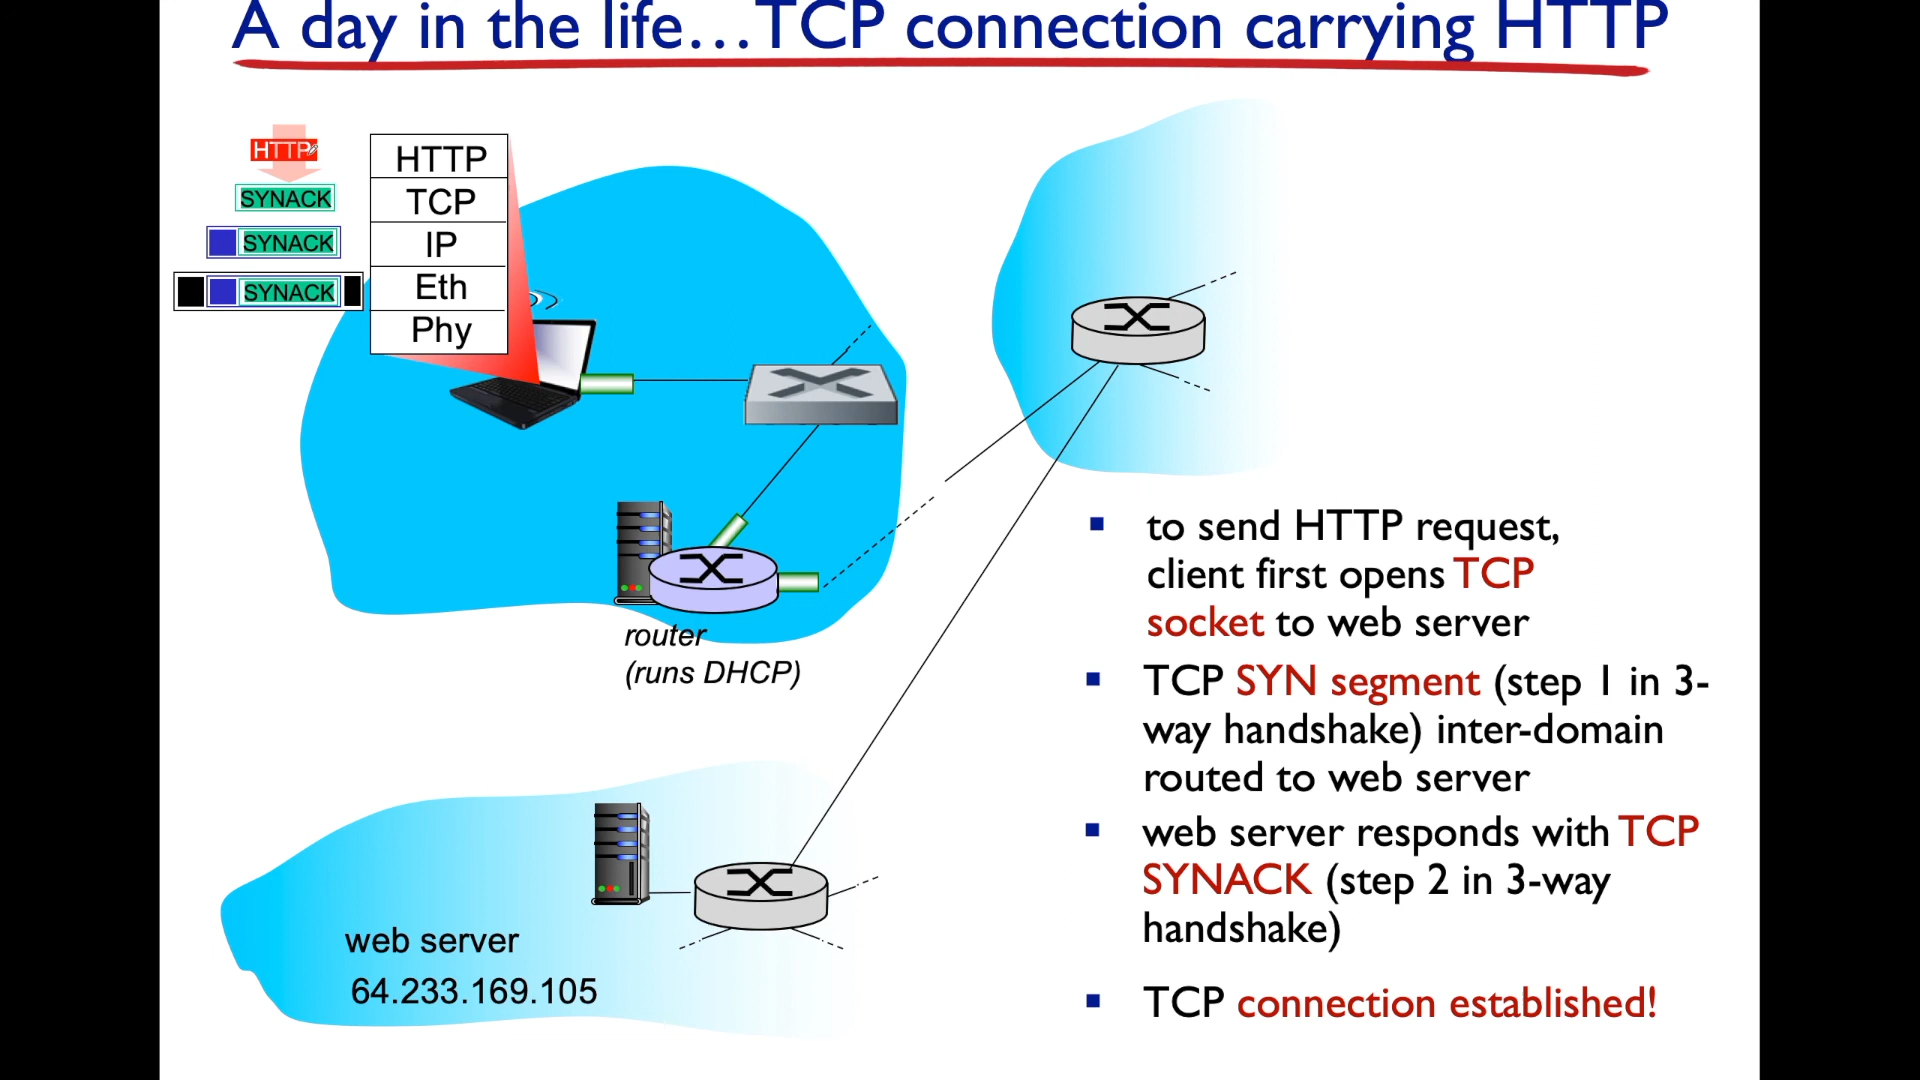 A day in the life…TCP connection carrying HTTP
HTTP
SYNACK
SYNACK
SYNACK
HTTP
TCP
IP
Eth
Phy
router
(runs DHCP)
web server
64.233.169.105
▪ to send HTTP request,
client first opens TCP
socket to web server
▪ TCP SYN segment (step 1 in 3-
way handshake) inter-domain
routed to web server
▪ web server responds with TCP
SYNACK (step 2 in 3-way
handshake)
▪ TCP connection established!